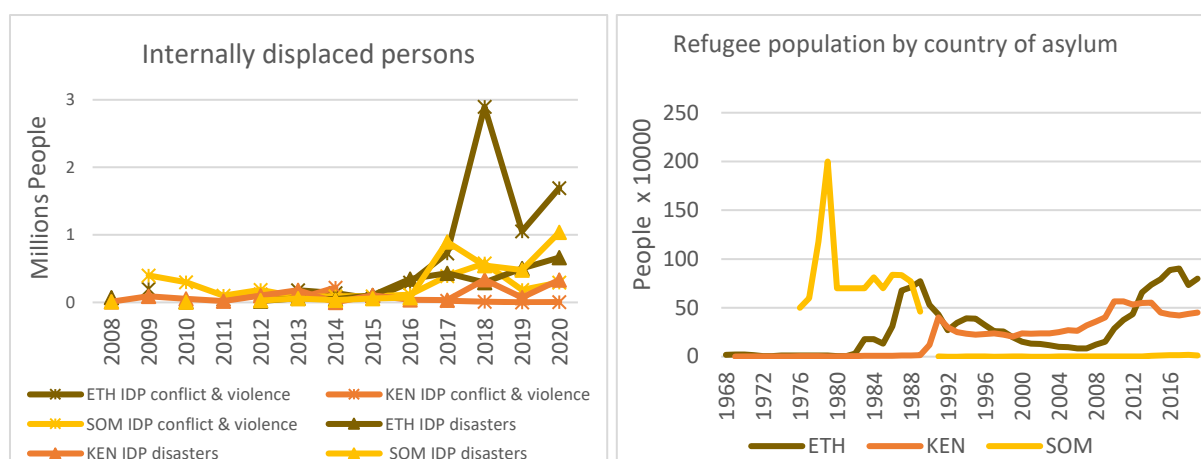 Internally displaced persons
Millions People
3
2
1
0
2008
2009
2010
2011
2012
2013
2014
2015
2016
2017
2018
2019
2020
ETH IDP conflict & violence
KEN IDP conflict & violence
SOM IDP conflict & violence
ETH IDP disasters
KEN IDP disasters
SOM IDP disasters
Refugee population by country of asylum
People x 10000
250
200
150
100
50
0
1968
1972
1976
1980
1984
1988
1992
1996
2000
2004
2008
2012
2016
ETH
KEN
SOM